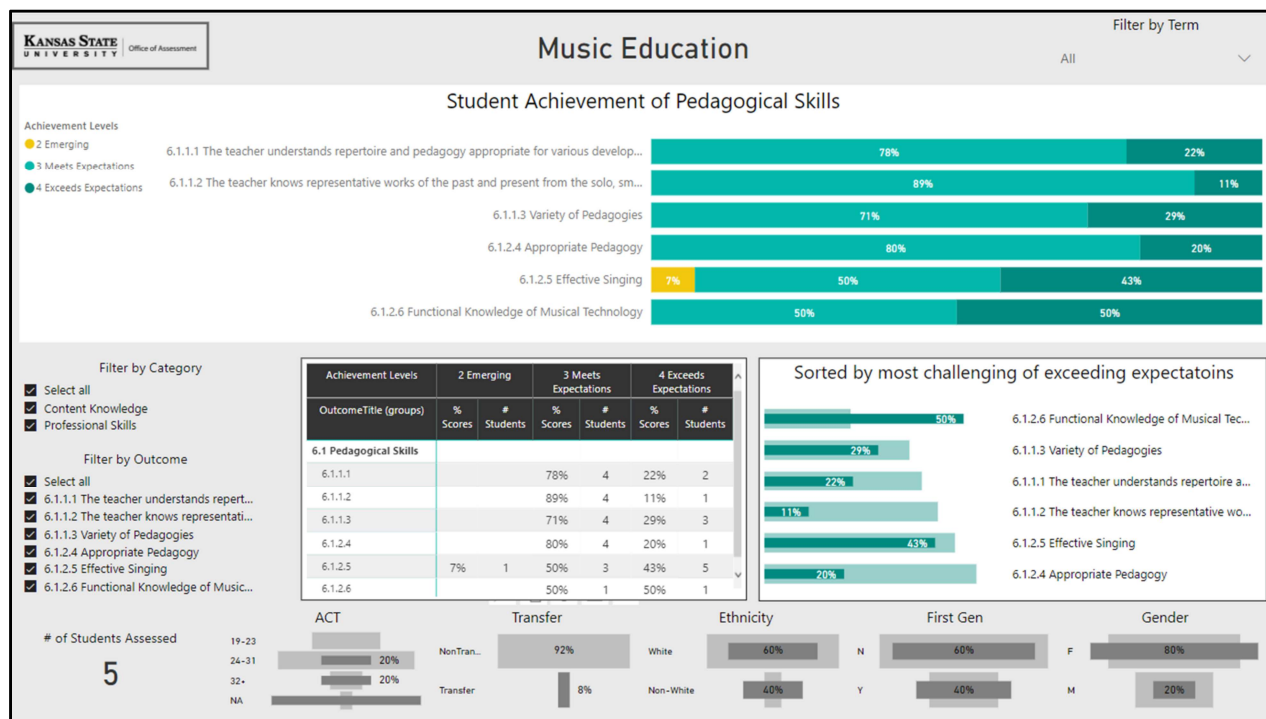 KANSAS STATE
UNIVERSITY
Office of Assessment
Music Education
Filter by Term
All
Student Achievement of Pedagogical Skills
Achievement Levels
2 Emerging
3 Meets Expectations
4 Exceeds Expectations
6.1.1.1 The teacher understands repertoire and pedagogy appropriate for various develop... 78% 22%
6.1.1.2 The teacher knows representative works of the past and present from the solo, sm... 89% 11%
6.1.1.3 Variety of Pedagogies 71% 29%
6.1.2.4 Appropriate Pedagogy 80% 20%
6.1.2.5 Effective Singing 7% 50% 43%
6.1.2.6 Functional Knowledge of Musical Technology 50% 50%
Filter by Category
Select all
Content Knowledge
Professional Skills
Filter by Outcome
Select all
6.1.1.1 The teacher understands repert...
6.1.1.2 The teacher knows representati...
6.1.1.3 Variety of Pedagogies
6.1.2.4 Appropriate Pedagogy
6.1.2.5 Effective Singing
6.1.2.6 Functional Knowledge of Music...
Achievement Levels 2 Emerging 3 Meets Expectations 4 Exceeds Expectations
OutcomeTitle (groups) % Scores # Students % Scores # Students % Scores # Students
6.1 Pedagogical Skills
6.1.1.1 78% 4 22% 2
6.1.1.2 89% 4 11% 1
6.1.1.3 71% 4 29% 3
6.1.2.4 80% 4 20% 1
6.1.2.5 7% 1 50% 3 43% 5
6.1.2.6 50% 1 50% 1
Sorted by most challenging of exceeding expectatoins
50% 6.1.2.6 Functional Knowledge of Musical Tec...
29% 6.1.1.3 Variety of Pedagogies
22% 6.1.1.1 The teacher understands repertoire a...
11% 6.1.1.2 The teacher knows representative wo...
43% 6.1.2.5 Effective Singing
20% 6.1.2.4 Appropriate Pedagogy
# of Students Assessed
5
ACT
19-23
24-31 20%
32+ 20%
NA
Transfer
NonTran... 92%
Transfer 8%
Ethnicity
White 60%
Non-White 40%
First Gen
N 60%
Y 40%
Gender
F 80%
M 20%